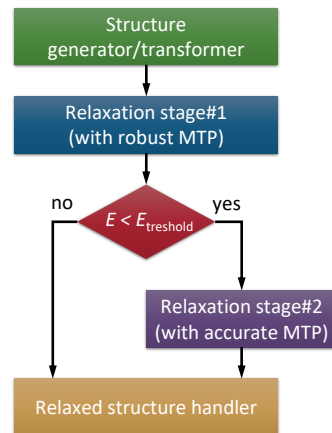 Structure
generator/transformer
Relaxation stage#1
(with robust MTP)
no
yes
E < E_treshold
Relaxation stage#2
(with accurate MTP)
Relaxed structure handler